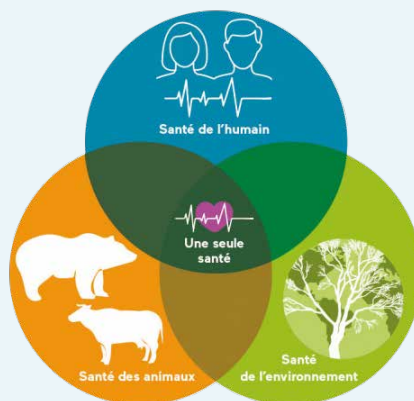 Santé de l'humain
Une seule
santé
Santé des animaux
Santé
de l'environnement